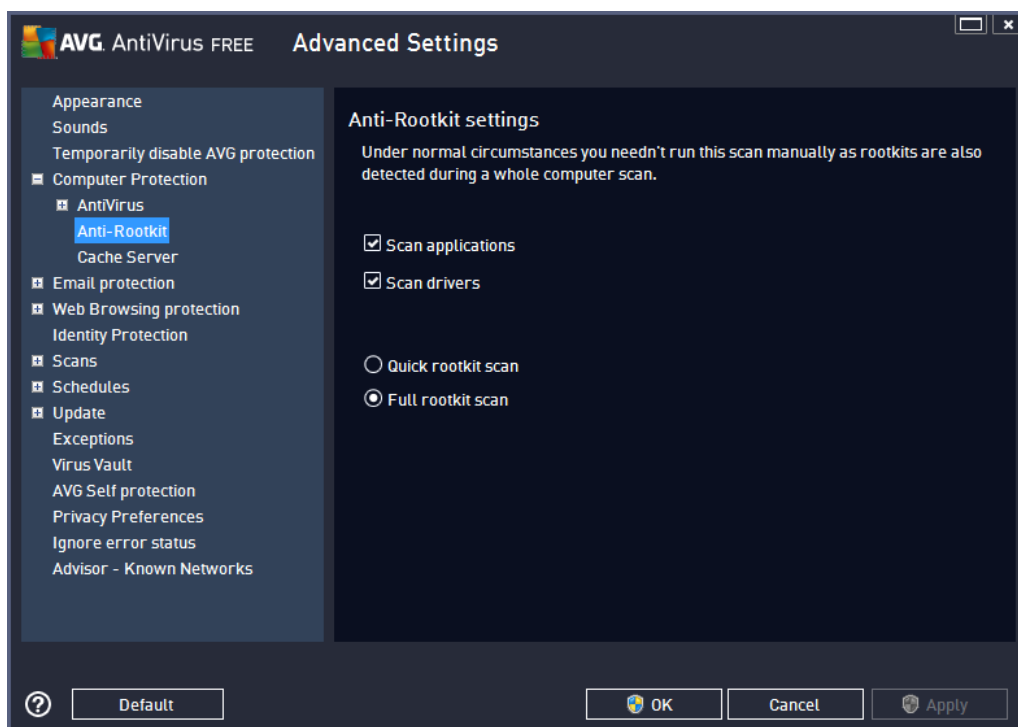 AVG. AntiVirus FREE Advanced Settings
Appearance
Sounds
Temporarily disable AVG protection
Computer Protection
AntiVirus
Anti-Rootkit
Cache Server
Email protection
Web Browsing protection
Identity Protection
Scans
Schedules
Update
Exceptions
Virus Vault
AVG Self protection
Privacy Preferences
Ignore error status
Advisor - Known Networks
Anti-Rootkit settings
Under normal circumstances you needn't run this scan manually as rootkits are also
detected during a whole computer scan.
Scan applications
Scan drivers
Quick rootkit scan
Full rootkit scan
? Default OK Cancel Apply